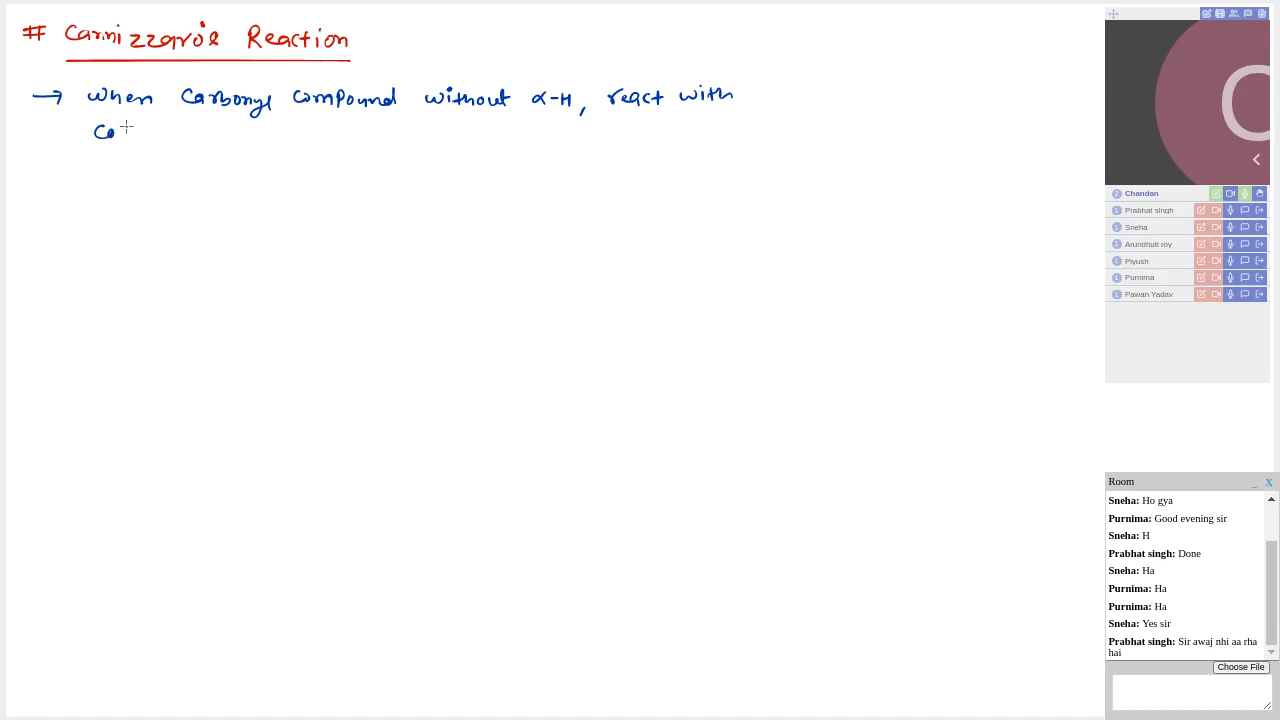 # Cannizzaro's Reaction
→ When Carbonyl Compound without α-H, react with
Co
Chandan
Prabhat singh
Sneha
Arundhuti roy
Piyush
Purnima
Pawan Yadav
Room
_ X
Sneha: Ho gya
Purnima: Good evening sir
Sneha: H
Prabhat singh: Done
Sneha: Ha
Purnima: Ha
Purnima: Ha
Sneha: Yes sir
Prabhat singh: Sir awaj nhi aa rha
hai
Choose File